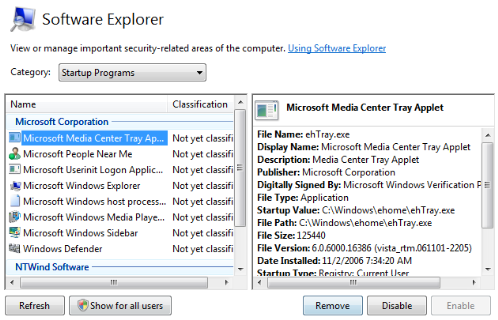 Software Explorer
View or manage important security-related areas of the computer. Using Software Explorer
Category: Startup Programs
Name Classification
Microsoft Corporation
Microsoft Media Center Tray Ap... Not yet classifi
Microsoft People Near Me Not yet classifi
Microsoft Userinit Logon Applic... Not yet classifi
Microsoft Windows Explorer Not yet classifi
Microsoft Windows host process... Not yet classifi
Microsoft Windows Media Playe... Not yet classifi
Microsoft Windows Sidebar Not yet classifi
Windows Defender Not yet classifi
NTWind Software
Microsoft Media Center Tray Applet
File Name: ehTray.exe
Display Name: Microsoft Media Center Tray Applet
Description: Media Center Tray Applet
Publisher: Microsoft Corporation
Digitally Signed By: Microsoft Windows Verification P
File Type: Application
Startup Value: C:\Windows\ehome\ehTray.exe
File Path: C:\Windows\ehome\ehTray.exe
File Size: 125440
File Version: 6.0.6000.16386 (vista_rtm.061101-2205)
Date Installed: 11/2/2006 7:34:20 AM
Startup Type: Registry: Current User
Refresh
Show for all users
Remove
Disable
Enable